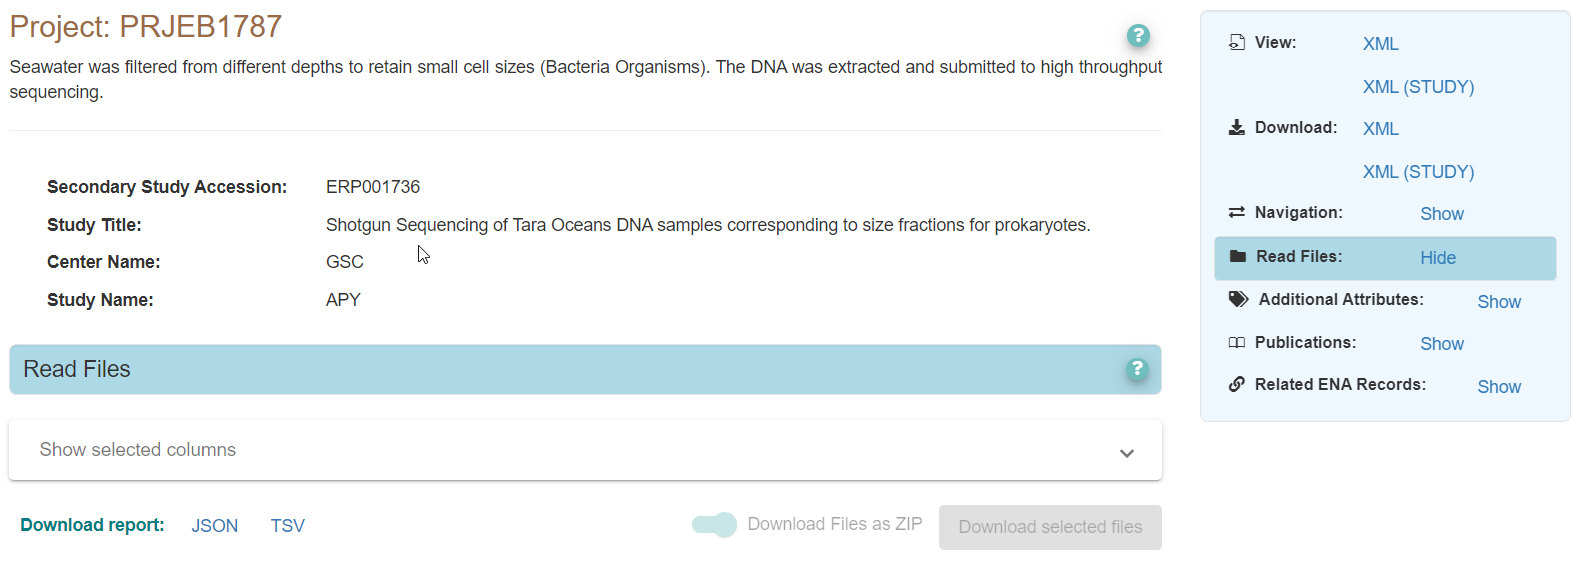 Project: PRJEB1787
?
Seawater was filtered from different depths to retain small cell sizes (Bacteria Organisms). The DNA was extracted and submitted to high throughput
sequencing.
Secondary Study Accession: ERP001736
Study Title: Shotgun Sequencing of Tara Oceans DNA samples corresponding to size fractions for prokaryotes.
Center Name: GSC
Study Name: APY
Read Files ?
Show selected columns
Download report: JSON TSV Download Files as ZIP Download selected files
View: XML
XML (STUDY)
Download: XML
XML (STUDY)
Navigation: Show
Read Files: Hide
Additional Attributes: Show
Publications: Show
Related ENA Records: Show